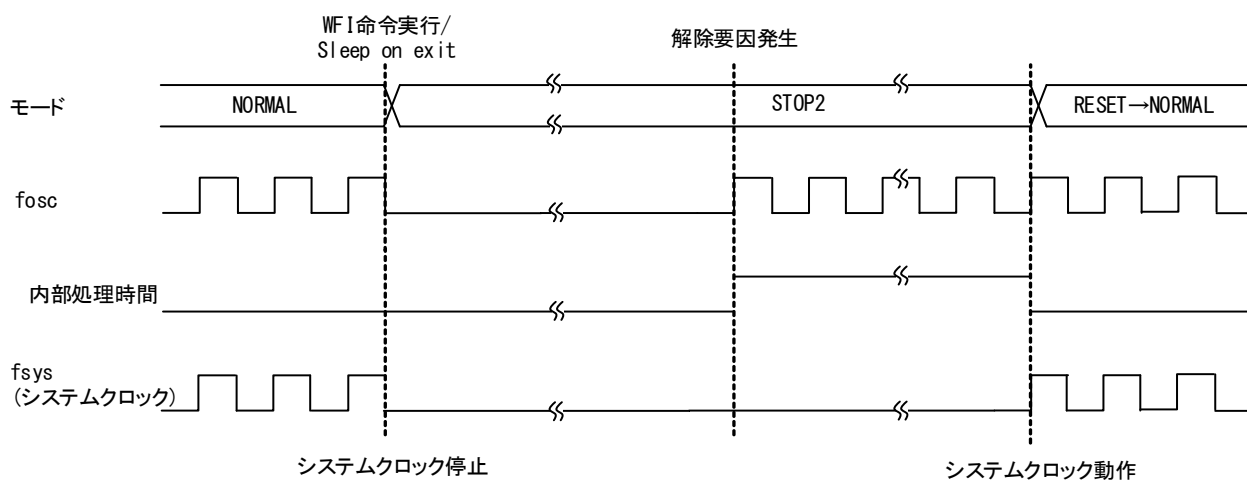 WFI命令実行/
Sleep on exit
解除要因発生
モード
NORMAL
STOP2
RESET→NORMAL
fosc
内部処理時間
fsys
(システムクロック)
システムクロック停止
システムクロック動作